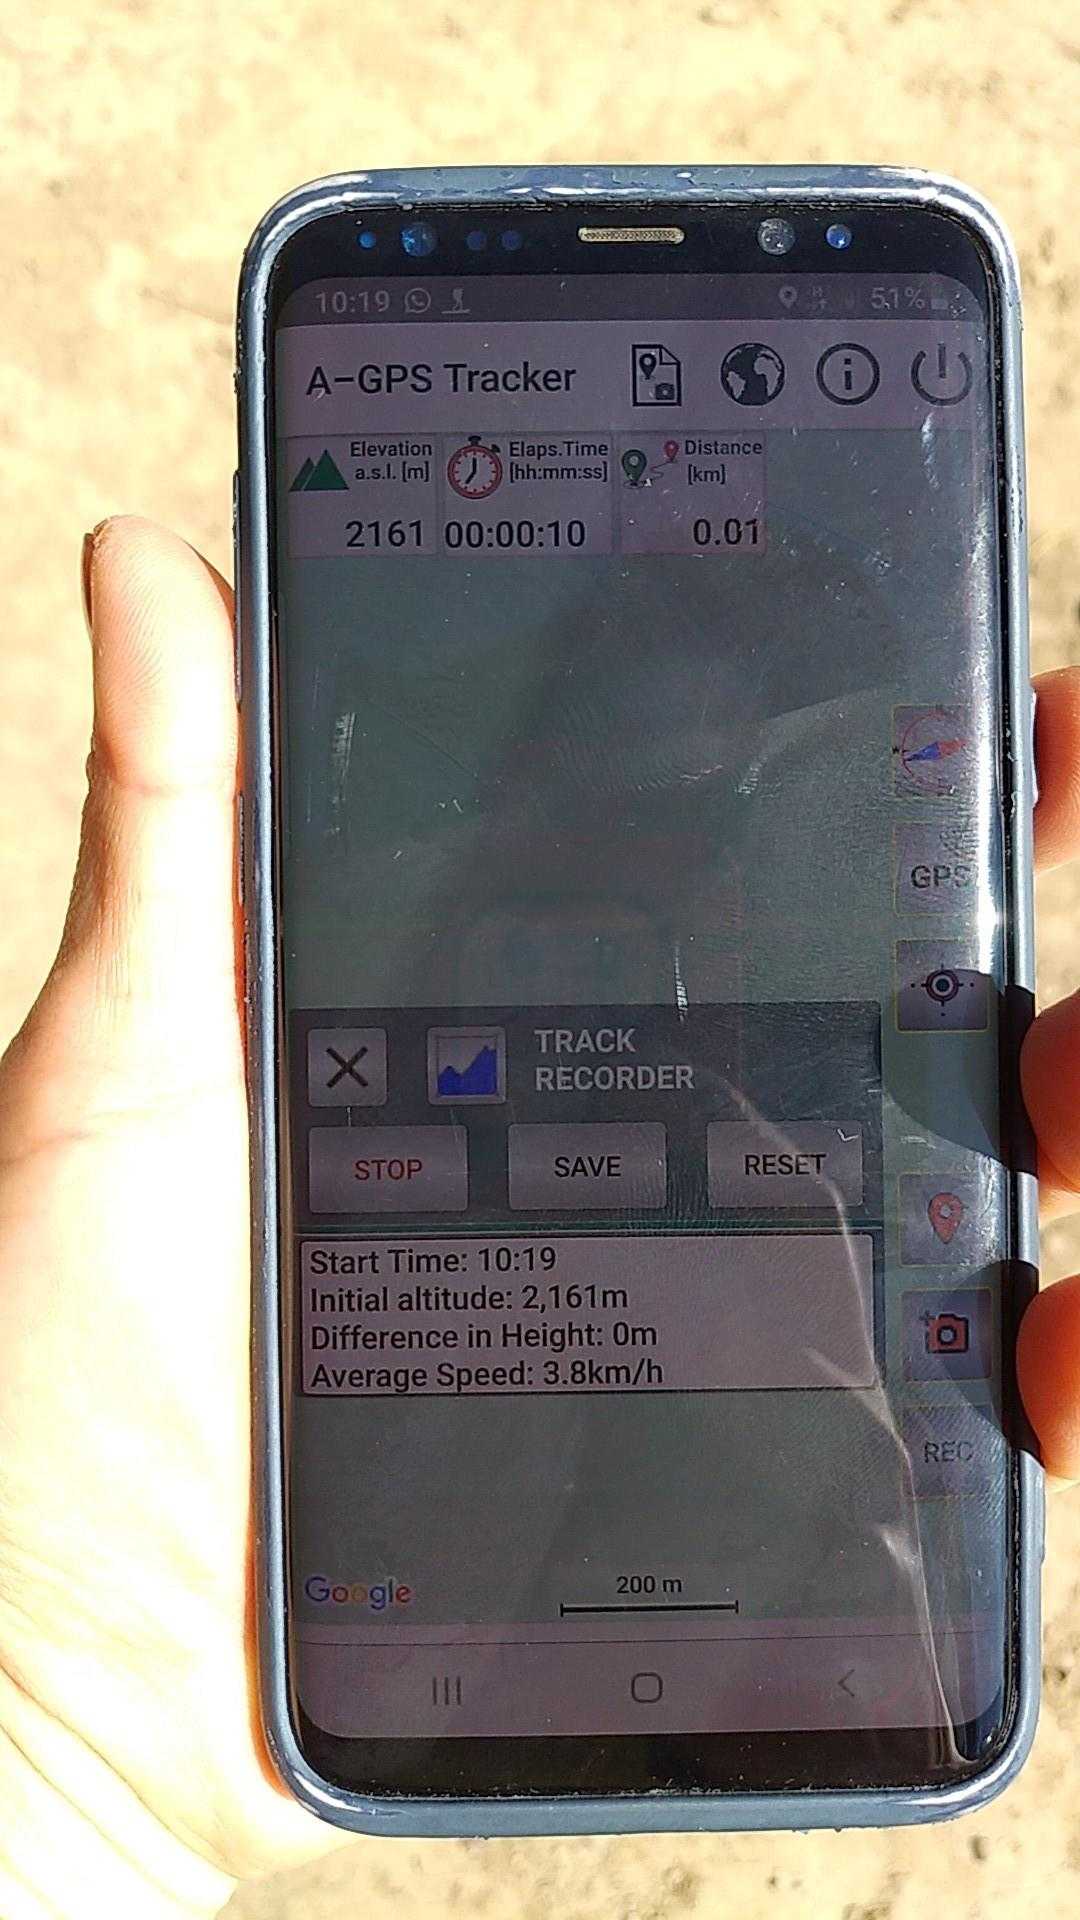 10:19
51%
A-GPS Tracker
Elevation
a.s.l. [m]
2161
Elaps.Time
[hh:mm:ss]
00:00:10
Distance
[km]
0.01
GPS
TRACK
RECORDER
STOP
SAVE
RESET
Start Time: 10:19
Initial altitude: 2,161m
Difference in Height: 0m
Average Speed: 3.8km/h
REC
Google
200 m